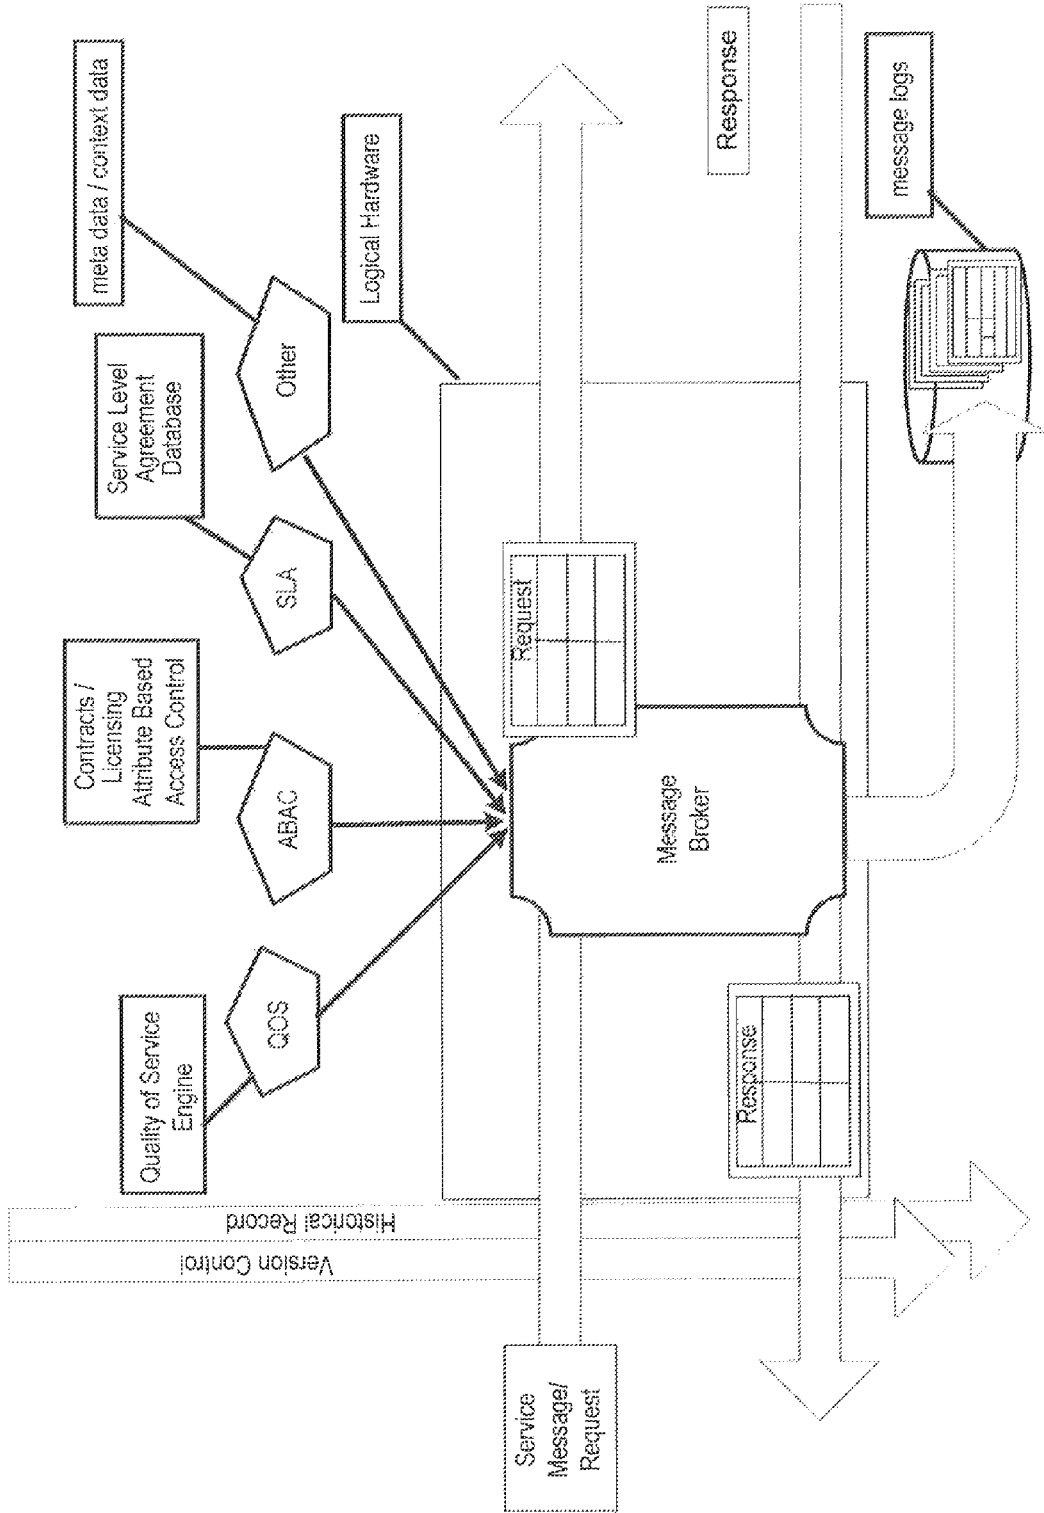 Quality of Service
Engine
Contracts /
Licensing
Attribute Based
Access Control
Service Level
Agreement
Database
meta data / context data
QOS
ABAC
SLA
Other
Logical Hardware
Historical Record
Version Control
Service
Message/
Request
Request
Message
Broker
Response
Response
message logs